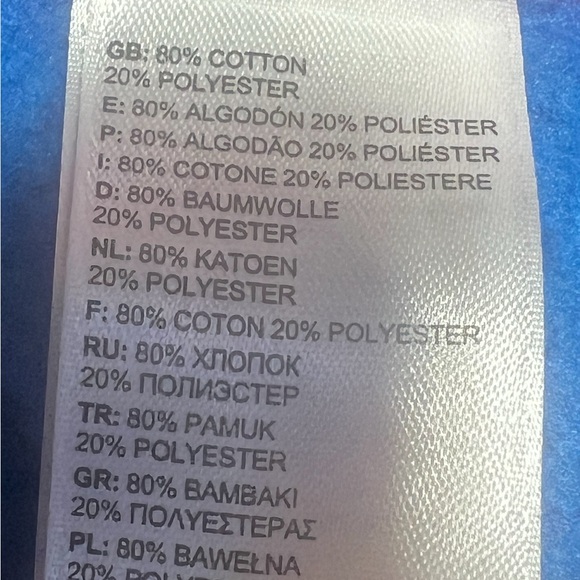 GB: 80% COTTON
20% POLYESTER
E: 80% ALGODÓN 20% POLIÉSTER
P: 80% ALGODÃO 20% POLIÉSTER
I: 80% COTONE 20% POLIESTERE
D: 80% BAUMWOLLE
20% POLYESTER
NL: 80% KATOEN
20% POLYESTER
F: 80% COTON 20% POLYESTER
RU: 80% ХЛОПОК
20% ПОЛИЭСТЕР
TR: 80% PAMUK
20% POLYESTER
GR: 80% ΒΑΜΒΑΚΙ
20% ΠΟΛΥΕΣΤΕΡΑΣ
PL: 80% BAWEŁNA
20%